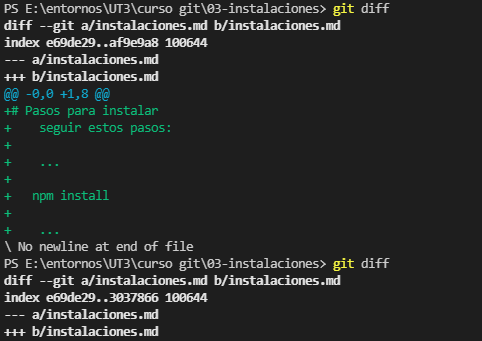 PS E:\entornos\UT3\curso git\03-instalaciones> git diff
diff --git a/instalaciones.md b/instalaciones.md
index e69de29..af9e9a8 100644
--- a/instalaciones.md
+++ b/instalaciones.md
@@ -0,0 +1,8 @@
+# Pasos para instalar
+    seguir estos pasos:
+
+    ...
+
+   npm install
+
+    ...
\ No newline at end of file
PS E:\entornos\UT3\curso git\03-instalaciones> git diff
diff --git a/instalaciones.md b/instalaciones.md
index e69de29..3037866 100644
--- a/instalaciones.md
+++ b/instalaciones.md